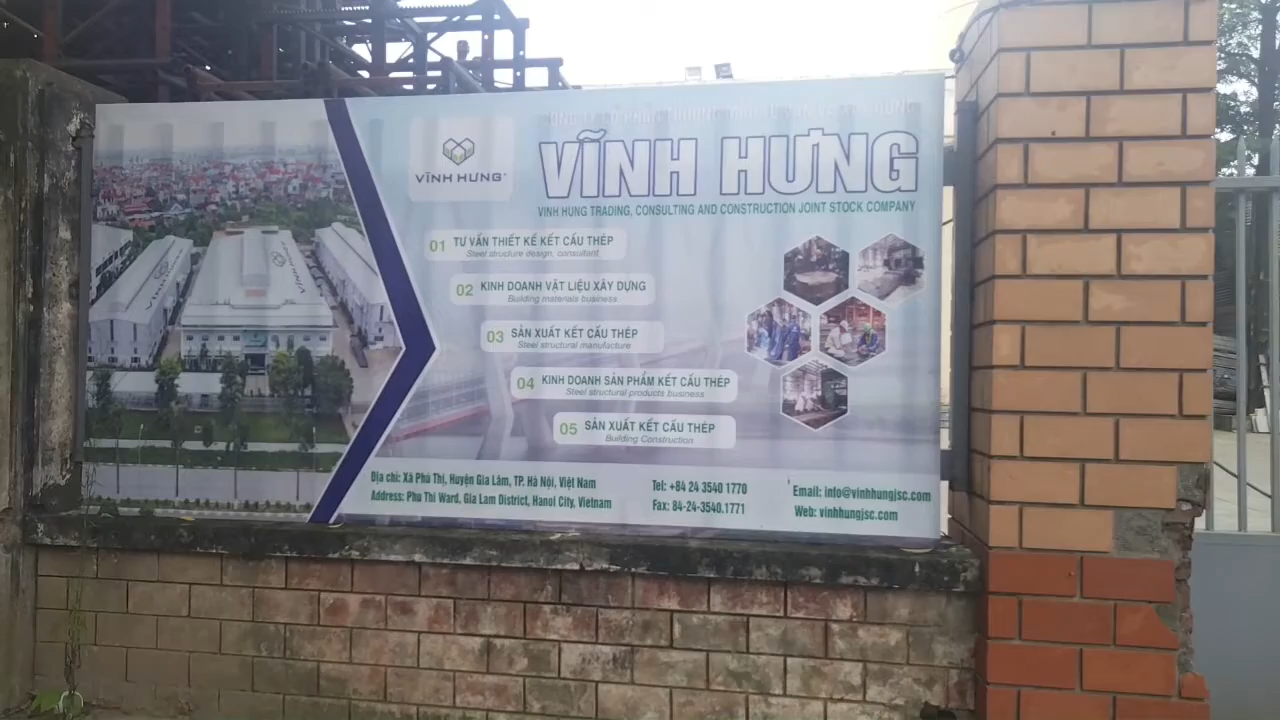 VĨNH HƯNG
VĨNH HƯNG
VINH HUNG TRADING, CONSULTING AND CONSTRUCTION JOINT STOCK COMPANY
01 TƯ VẤN THIẾT KẾ KẾT CẤU THÉP
Steel structure design, consultant
02 KINH DOANH VẬT LIỆU XÂY DỰNG
Building materials business
03 SẢN XUẤT KẾT CẤU THÉP
Steel structural manufacture
04 KINH DOANH SẢN PHẨM KẾT CẤU THÉP
Steel structural products business
05 SẢN XUẤT KẾT CẤU THÉP
Building Construction
Địa chỉ: Xã Phú Thị, Huyện Gia Lâm, TP. Hà Nội, Việt Nam
Address: Phu Thi Ward, Gia Lam District, Hanoi City, Vietnam
Tel: +84 24 3540 1770
Fax: 84-24-3540.1771
Email: info@vinhhungjsc.com
Web: vinhhungjsc.com